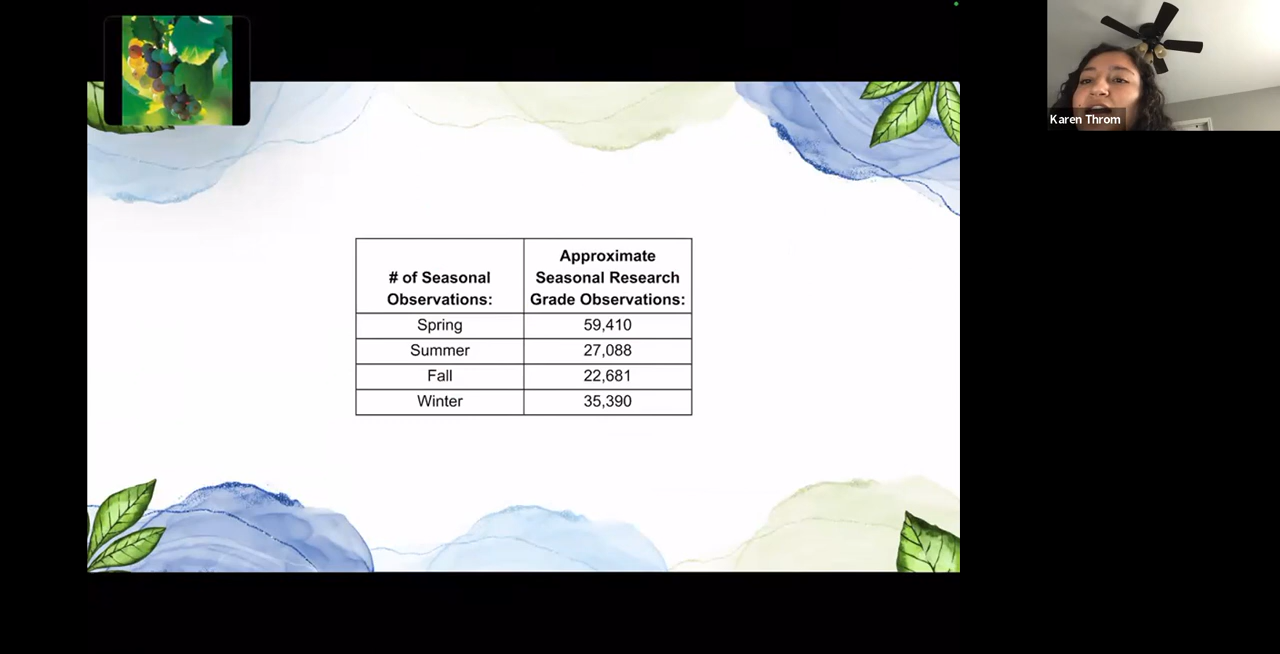 Karen Throm
# of Seasonal
Observations:
Approximate
Seasonal Research
Grade Observations:
Spring 59,410
Summer 27,088
Fall 22,681
Winter 35,390